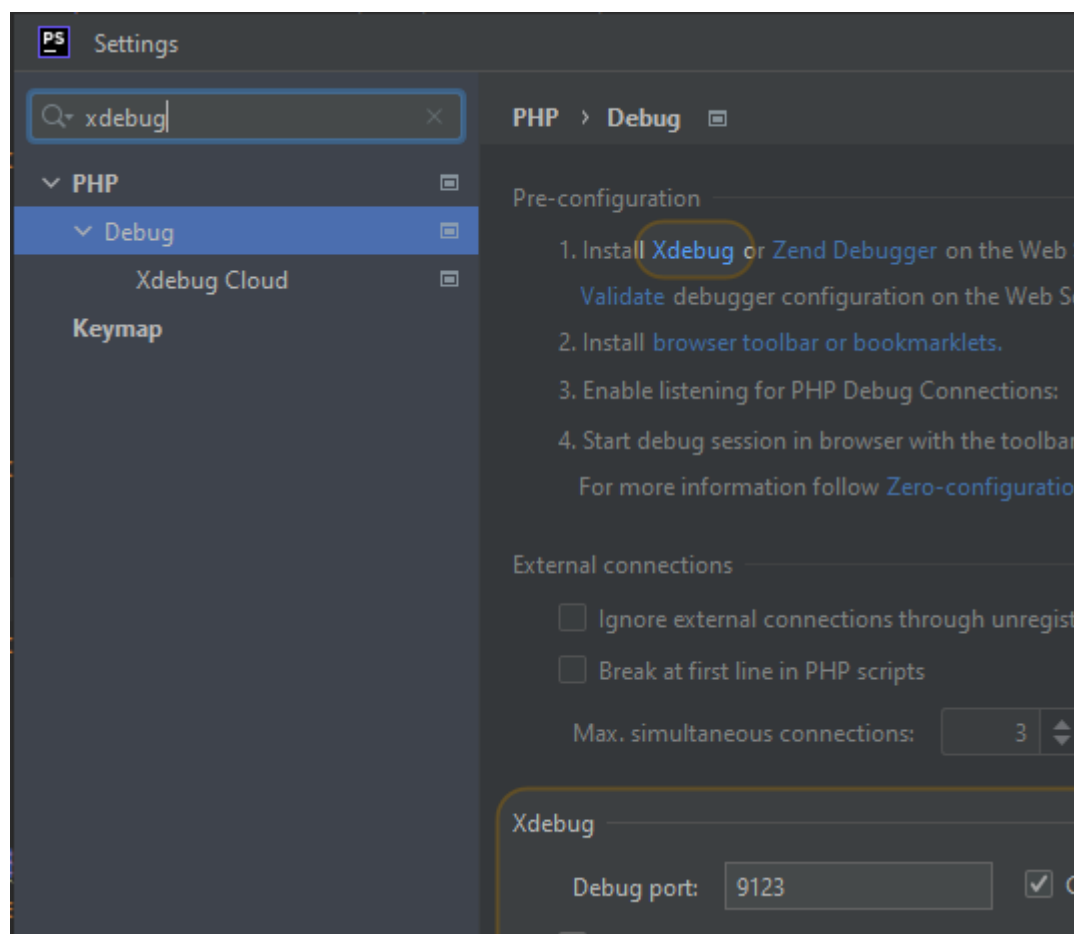 PS Settings
xdebug
PHP
Debug
Xdebug Cloud
Keymap
PHP › Debug
Pre-configuration
1. Install Xdebug or Zend Debugger on the Web
Validate debugger configuration on the Web
2. Install browser toolbar or bookmarklets.
3. Enable listening for PHP Debug Connections:
4. Start debug session in browser with the toolbar
For more information follow Zero-configuratio
External connections
Ignore external connections through unregist
Break at first line in PHP scripts
Max. simultaneous connections: 3
Xdebug
Debug port: 9123